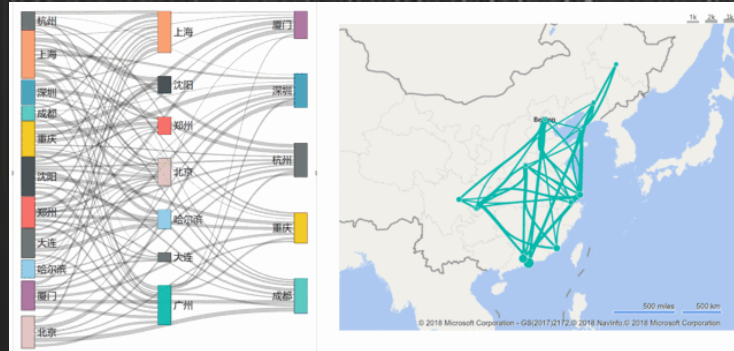 杭州
上海
深圳
成都
重庆
沈阳
郑州
大连
哈尔滨
厦门
北京
上海
沈阳
郑州
北京
哈尔滨
大连
广州
厦门
深圳
杭州
重庆
成都
1k 2k 3k
Beijing
500 miles 500 km
© 2018 Microsoft Corporation - GS(2017)2172,© 2018 NavInfo,© 2018 Microsoft Corporation